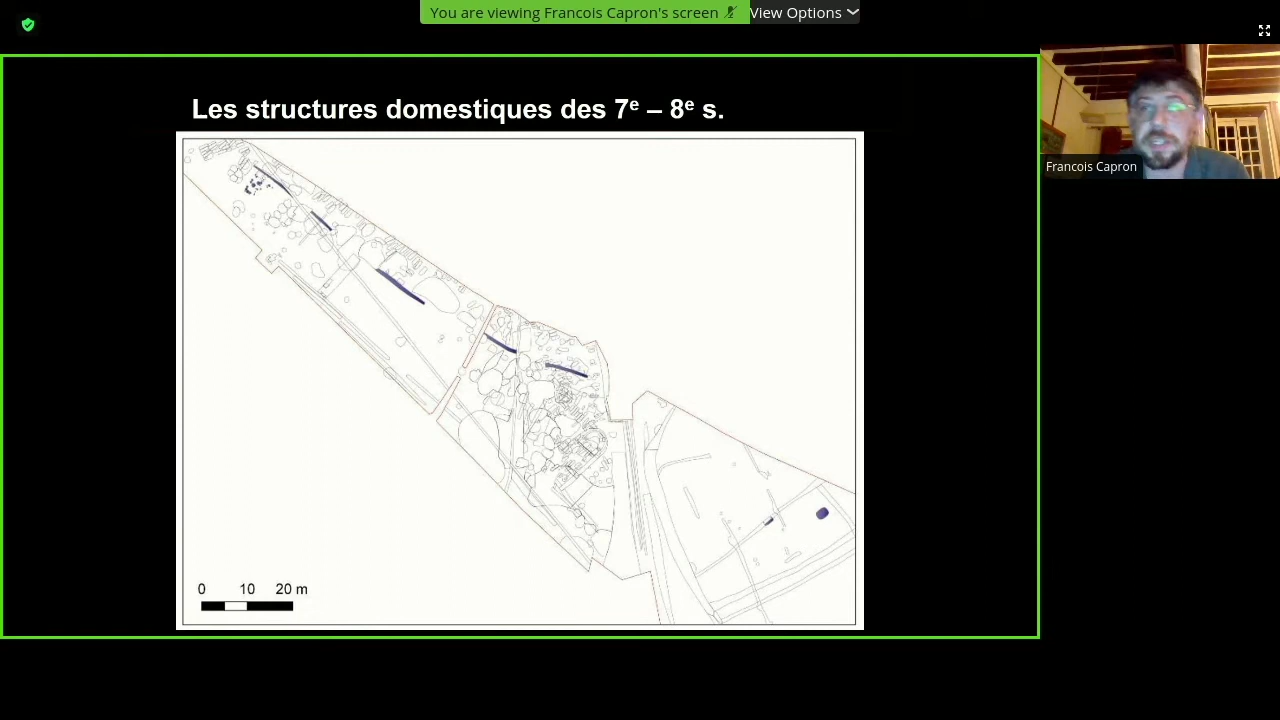 You are viewing Francois Capron's screen View Options
Les structures domestiques des 7ᵉ – 8ᵉ s.
Francois Capron
0 10 20 m